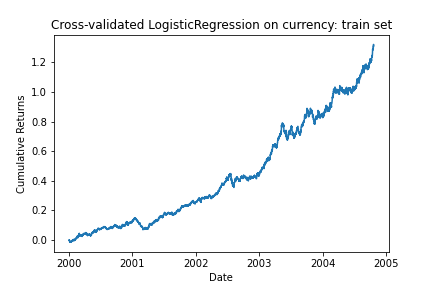 Cross-validated LogisticRegression on currency: train set
Cumulative Returns
1.2
1.0
0.8
0.6
0.4
0.2
0.0
2000 2001 2002 2003 2004 2005
Date